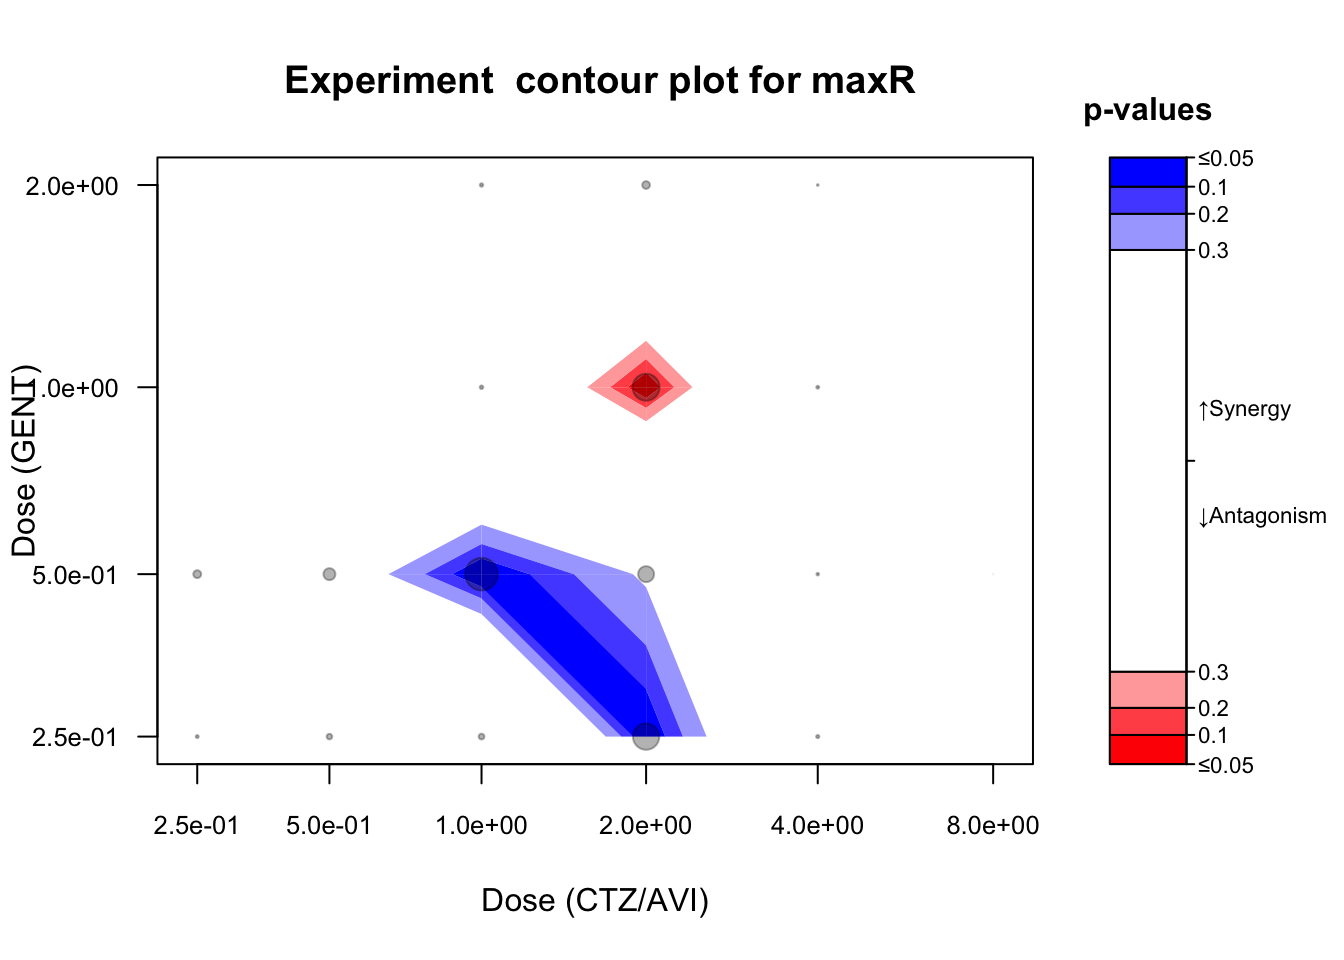 Experiment  contour plot for maxR
p-values
≤0.05
0.1
0.2
0.3
↑Synergy
↓Antagonism
0.3
0.2
0.1
≤0.05
Dose (GENT)
2.0e+00
1.0e+00
5.0e-01
2.5e-01
2.5e-01 5.0e-01 1.0e+00 2.0e+00 4.0e+00 8.0e+00
Dose (CTZ/AVI)